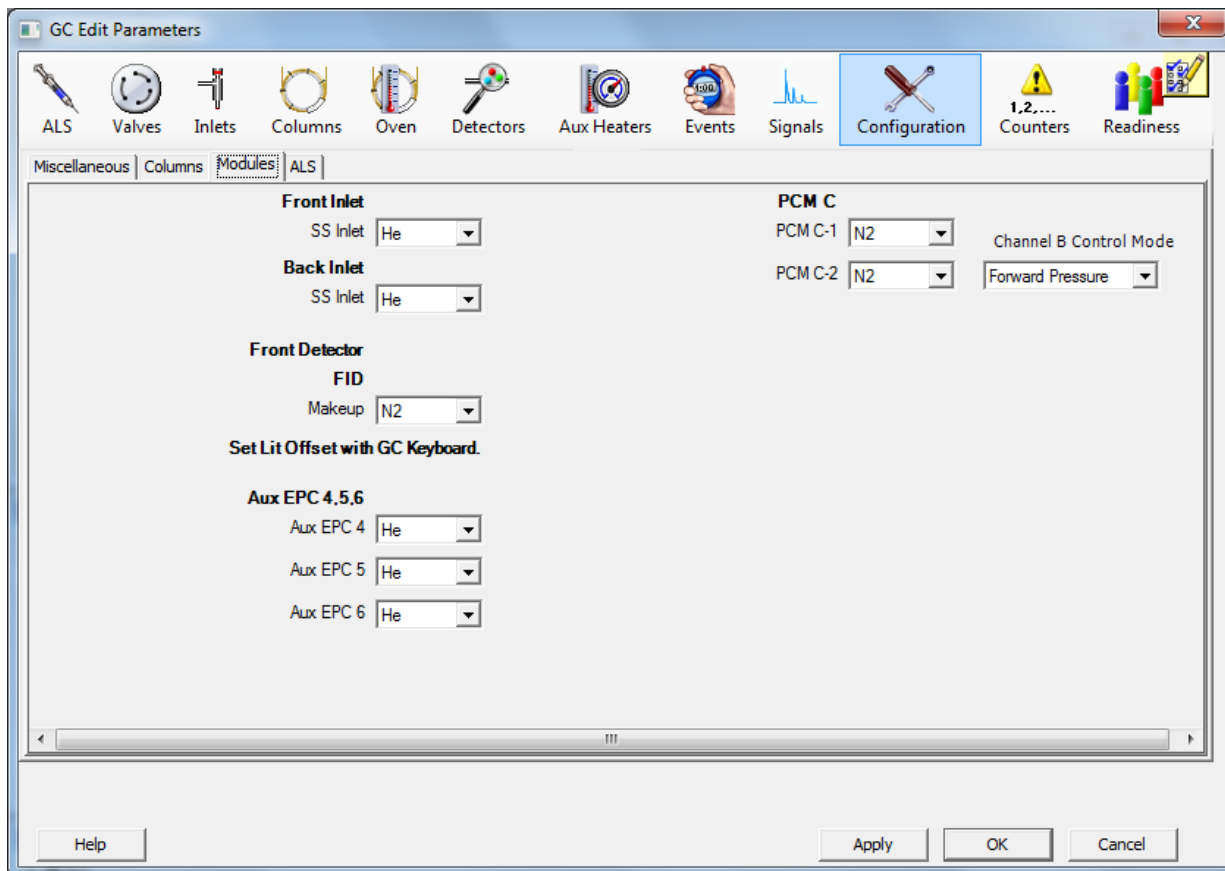 GC Edit Parameters
ALS Valves Inlets Columns Oven Detectors Aux Heaters 1:00 Events Signals Configuration 1,2,... Counters Readiness
Miscellaneous Columns Modules ALS
Front Inlet
SS Inlet He
Back Inlet
SS Inlet He
Front Detector
FID
Makeup N2
Set Lit Offset with GC Keyboard.
Aux EPC 4,5,6
Aux EPC 4 He
Aux EPC 5 He
Aux EPC 6 He
PCM C
PCM C-1 N2
Channel B Control Mode
PCM C-2 N2 Forward Pressure
Help Apply OK Cancel